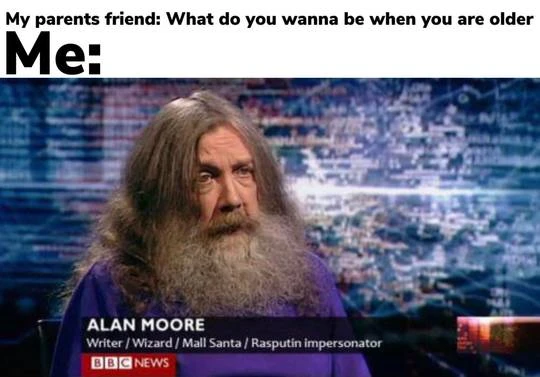 My parents friend: What do you wanna be when you are older
Me:
ALAN MOORE
Writer / Wizard / Mall Santa / Rasputin impersonator
BBC NEWS